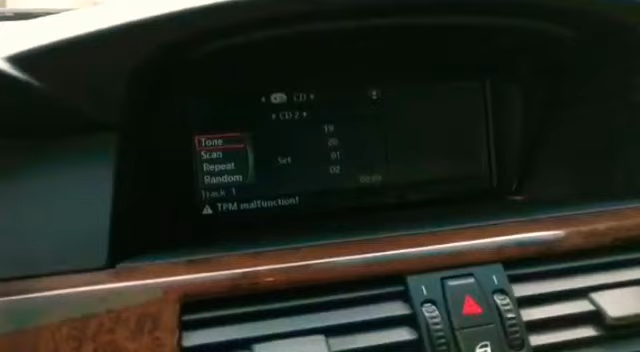 CD
CD 2
Tone
19
Scan
20
Repeat
Set
01
Random
02
Track 1
TPM malfunction!